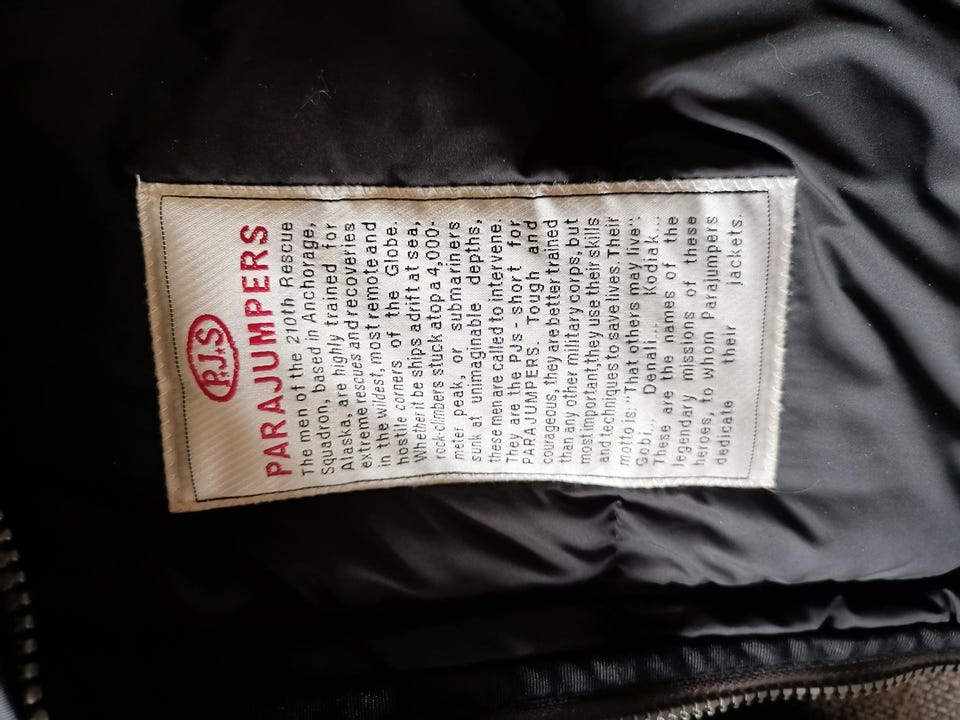 P.J.S
PARAJUMPERS
The men of the 210th Rescue
Squadron, based in Anchorage,
Alaska, are highly trained for
extreme rescues and recoveries
in the wildest, most remote and
hostile corners of the Globe.
Whether it be ships adrift at sea,
rock-climbers stuck atop a 4,000-
meter peak, or submariners
sunk at unimaginable depths,
these men are called to intervene.
They are the PJs - short for
PARAJUMPERS. Tough and
courageous, they are better trained
than any other military corps, but
most important, they use their skills
and techniques to save lives. Their
motto is: "That others may live".
Gobi... Denali... Kodiak...
These are the names of the
legendary missions of these
heroes, to whom Parajumpers
dedicate their jackets.